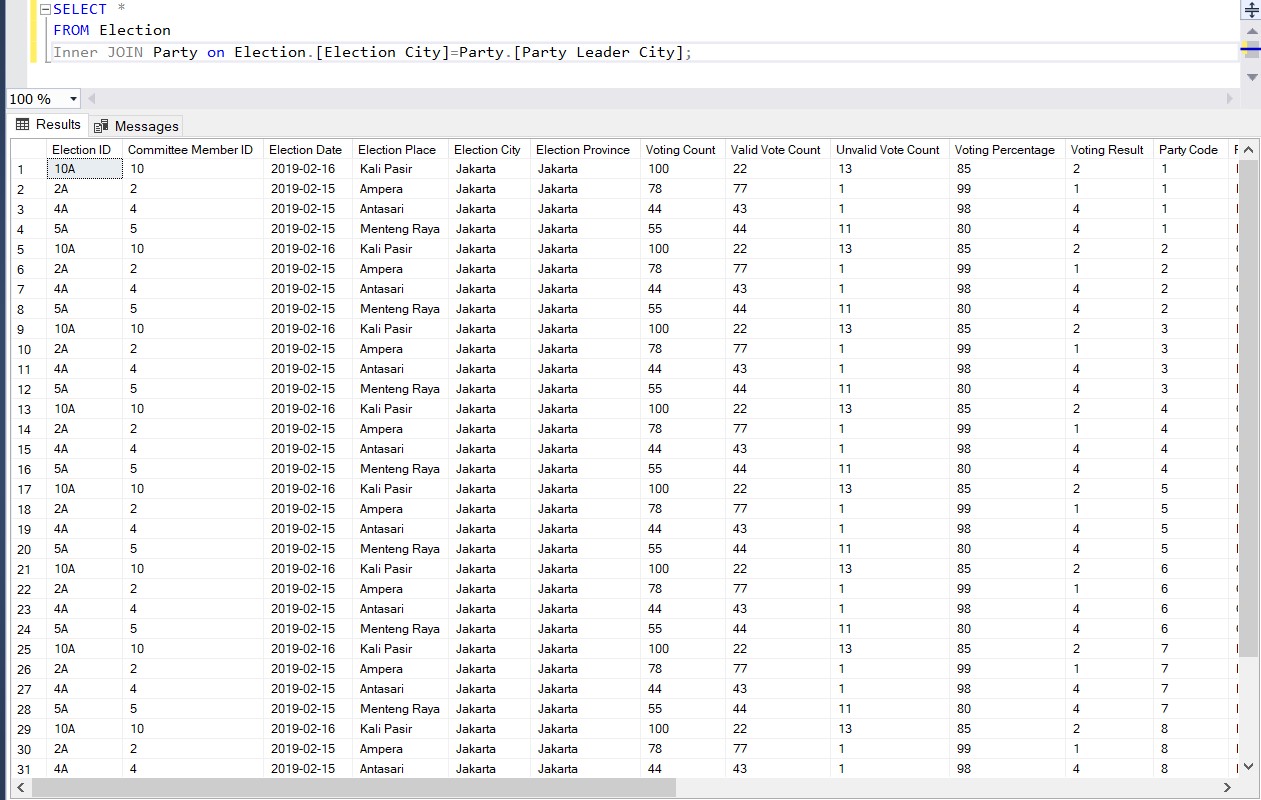 SELECT *
FROM Election
Inner JOIN Party on Election.[Election City]=Party.[Party Leader City];
100 %
Results Messages
Election ID Committee Member ID Election Date Election Place Election City Election Province Voting Count Valid Vote Count Unvalid Vote Count Voting Percentage Voting Result Party Code
1 10A 10 2019-02-16 Kali Pasir Jakarta Jakarta 100 22 13 85 2 1
2 2A 2 2019-02-15 Ampera Jakarta Jakarta 78 77 1 99 1 1
3 4A 4 2019-02-15 Antasari Jakarta Jakarta 44 43 1 98 4 1
4 5A 5 2019-02-15 Menteng Raya Jakarta Jakarta 55 44 11 80 4 1
5 10A 10 2019-02-16 Kali Pasir Jakarta Jakarta 100 22 13 85 2 2
6 2A 2 2019-02-15 Ampera Jakarta Jakarta 78 77 1 99 1 2
7 4A 4 2019-02-15 Antasari Jakarta Jakarta 44 43 1 98 4 2
8 5A 5 2019-02-15 Menteng Raya Jakarta Jakarta 55 44 11 80 4 2
9 10A 10 2019-02-16 Kali Pasir Jakarta Jakarta 100 22 13 85 2 3
10 2A 2 2019-02-15 Ampera Jakarta Jakarta 78 77 1 99 1 3
11 4A 4 2019-02-15 Antasari Jakarta Jakarta 44 43 1 98 4 3
12 5A 5 2019-02-15 Menteng Raya Jakarta Jakarta 55 44 11 80 4 3
13 10A 10 2019-02-16 Kali Pasir Jakarta Jakarta 100 22 13 85 2 4
14 2A 2 2019-02-15 Ampera Jakarta Jakarta 78 77 1 99 1 4
15 4A 4 2019-02-15 Antasari Jakarta Jakarta 44 43 1 98 4 4
16 5A 5 2019-02-15 Menteng Raya Jakarta Jakarta 55 44 11 80 4 4
17 10A 10 2019-02-16 Kali Pasir Jakarta Jakarta 100 22 13 85 2 5
18 2A 2 2019-02-15 Ampera Jakarta Jakarta 78 77 1 99 1 5
19 4A 4 2019-02-15 Antasari Jakarta Jakarta 44 43 1 98 4 5
20 5A 5 2019-02-15 Menteng Raya Jakarta Jakarta 55 44 11 80 4 5
21 10A 10 2019-02-16 Kali Pasir Jakarta Jakarta 100 22 13 85 2 6
22 2A 2 2019-02-15 Ampera Jakarta Jakarta 78 77 1 99 1 6
23 4A 4 2019-02-15 Antasari Jakarta Jakarta 44 43 1 98 4 6
24 5A 5 2019-02-15 Menteng Raya Jakarta Jakarta 55 44 11 80 4 6
25 10A 10 2019-02-16 Kali Pasir Jakarta Jakarta 100 22 13 85 2 7
26 2A 2 2019-02-15 Ampera Jakarta Jakarta 78 77 1 99 1 7
27 4A 4 2019-02-15 Antasari Jakarta Jakarta 44 43 1 98 4 7
28 5A 5 2019-02-15 Menteng Raya Jakarta Jakarta 55 44 11 80 4 7
29 10A 10 2019-02-16 Kali Pasir Jakarta Jakarta 100 22 13 85 2 8
30 2A 2 2019-02-15 Ampera Jakarta Jakarta 78 77 1 99 1 8
31 4A 4 2019-02-15 Antasari Jakarta Jakarta 44 43 1 98 4 8